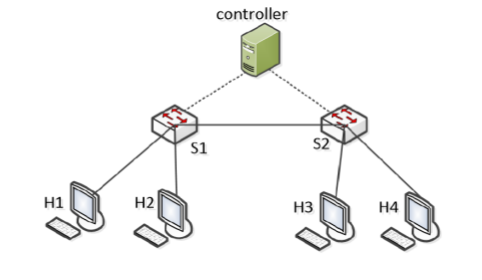 controller
S1
S2
H1
H2
H3
H4